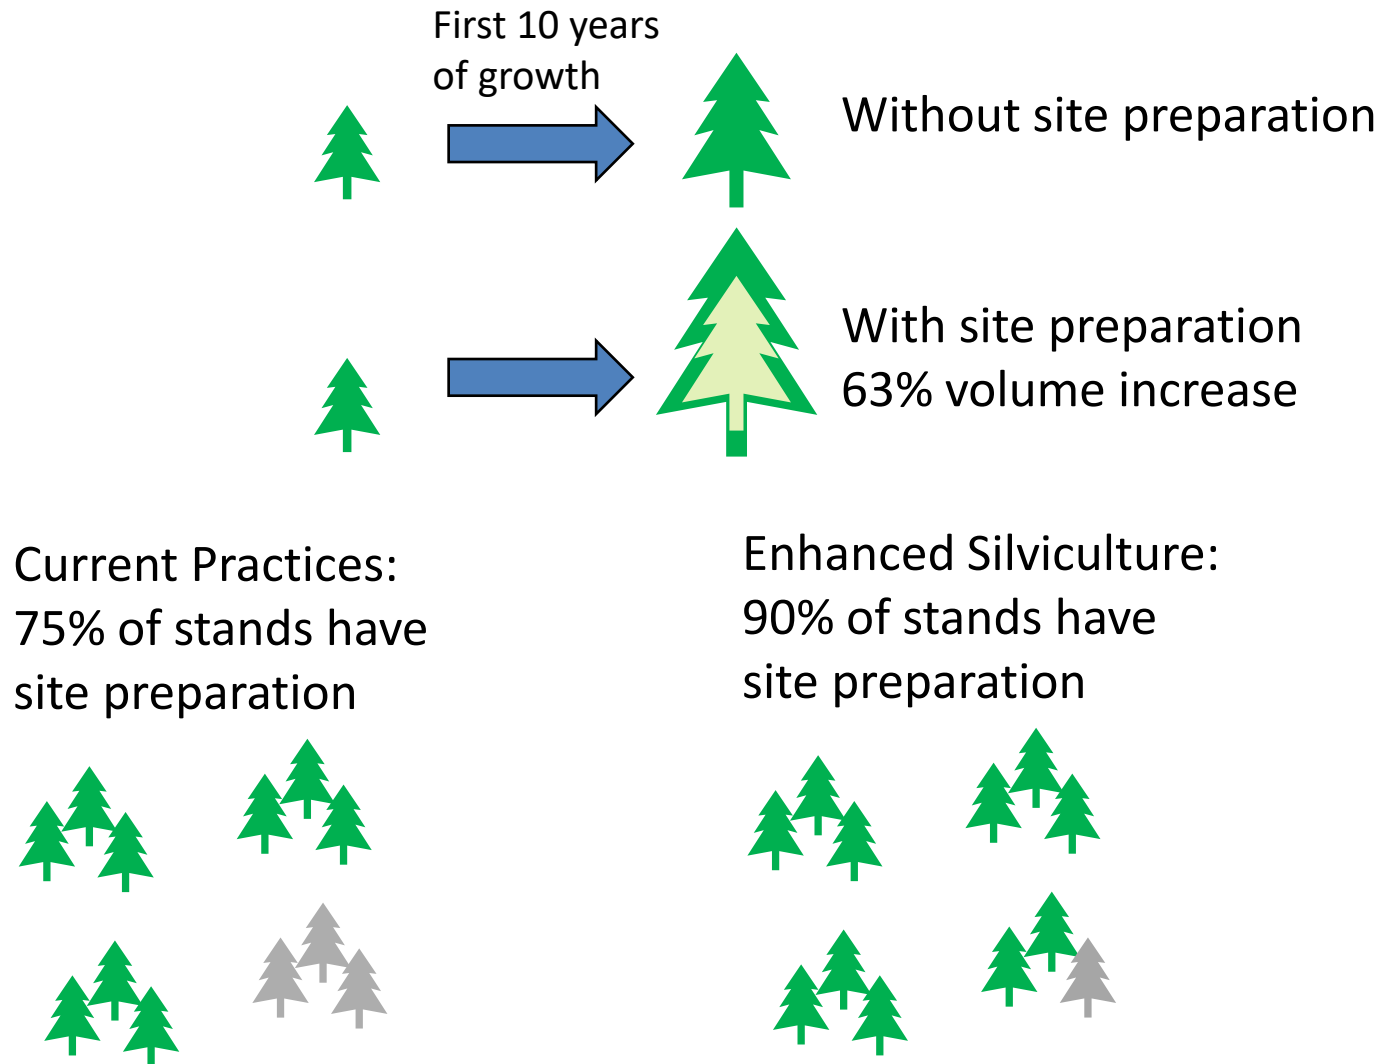 First 10 years
of growth
Without site preparation
With site preparation
63% volume increase
Current Practices:
75% of stands have
site preparation
Enhanced Silviculture:
90% of stands have
site preparation